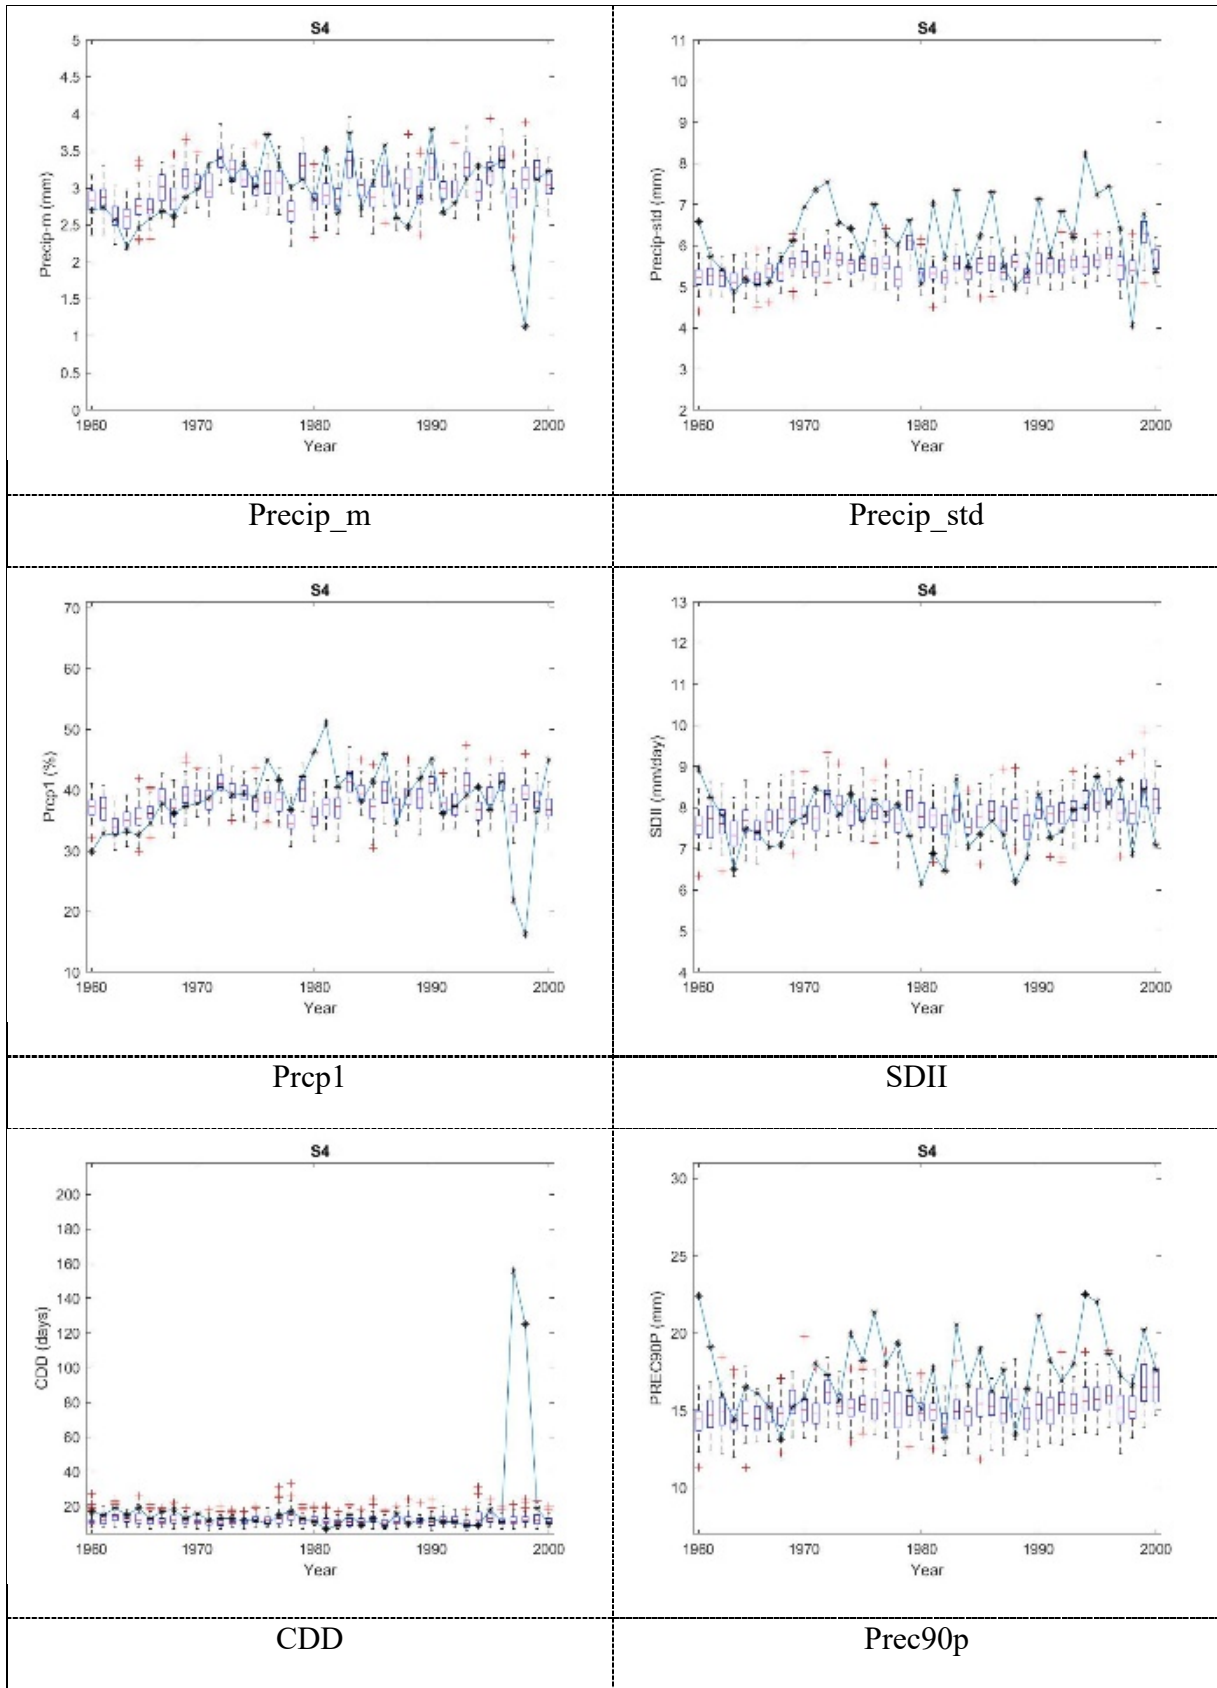 S4
5
4.5
4
3.5
3
2.5
2
1.5
1
0.5
0
Precip-m (mm)
1960 1970 1980 1990 2000
Year
S4
11
10
9
8
7
6
5
4
3
2
Precip-std (mm)
1960 1970 1980 1990 2000
Year
Precip_m
Precip_std
S4
70
60
50
40
30
20
10
Prcp1 (%)
1960 1970 1980 1990 2000
Year
S4
13
12
11
10
9
8
7
6
5
4
SDII (mm/day)
1960 1970 1980 1990 2000
Year
Prcp1
SDII
S4
200
180
160
140
120
100
80
60
40
20
CDD (days)
1960 1970 1980 1990 2000
Year
S4
30
25
20
15
10
PREC90P (mm)
1960 1970 1980 1990 2000
Year
CDD
Prec90p